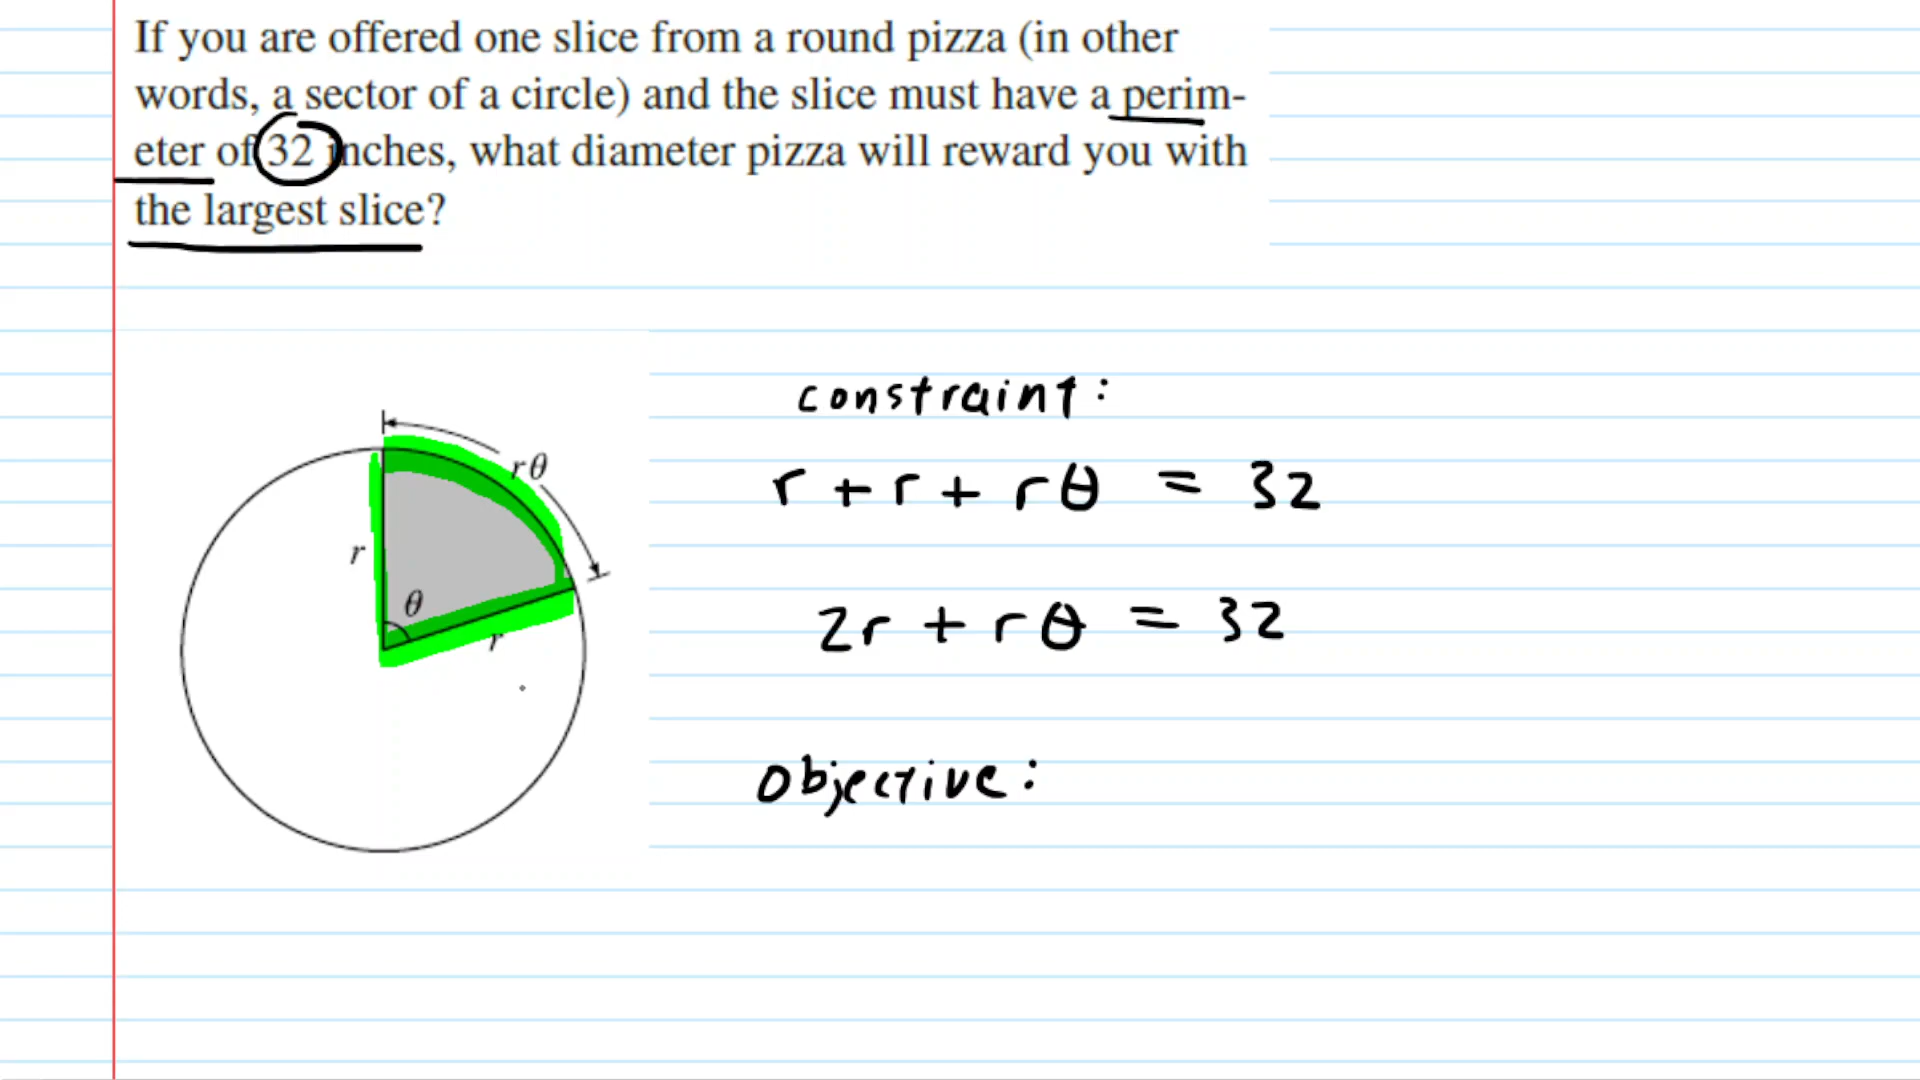 If you are offered one slice from a round pizza (in other
words, a sector of a circle) and the slice must have a perim-
eter of 32 inches, what diameter pizza will reward you with
the largest slice?
constraint:
rθ
r + r + rθ = 32
r
θ
r
2r + rθ = 32
objective: